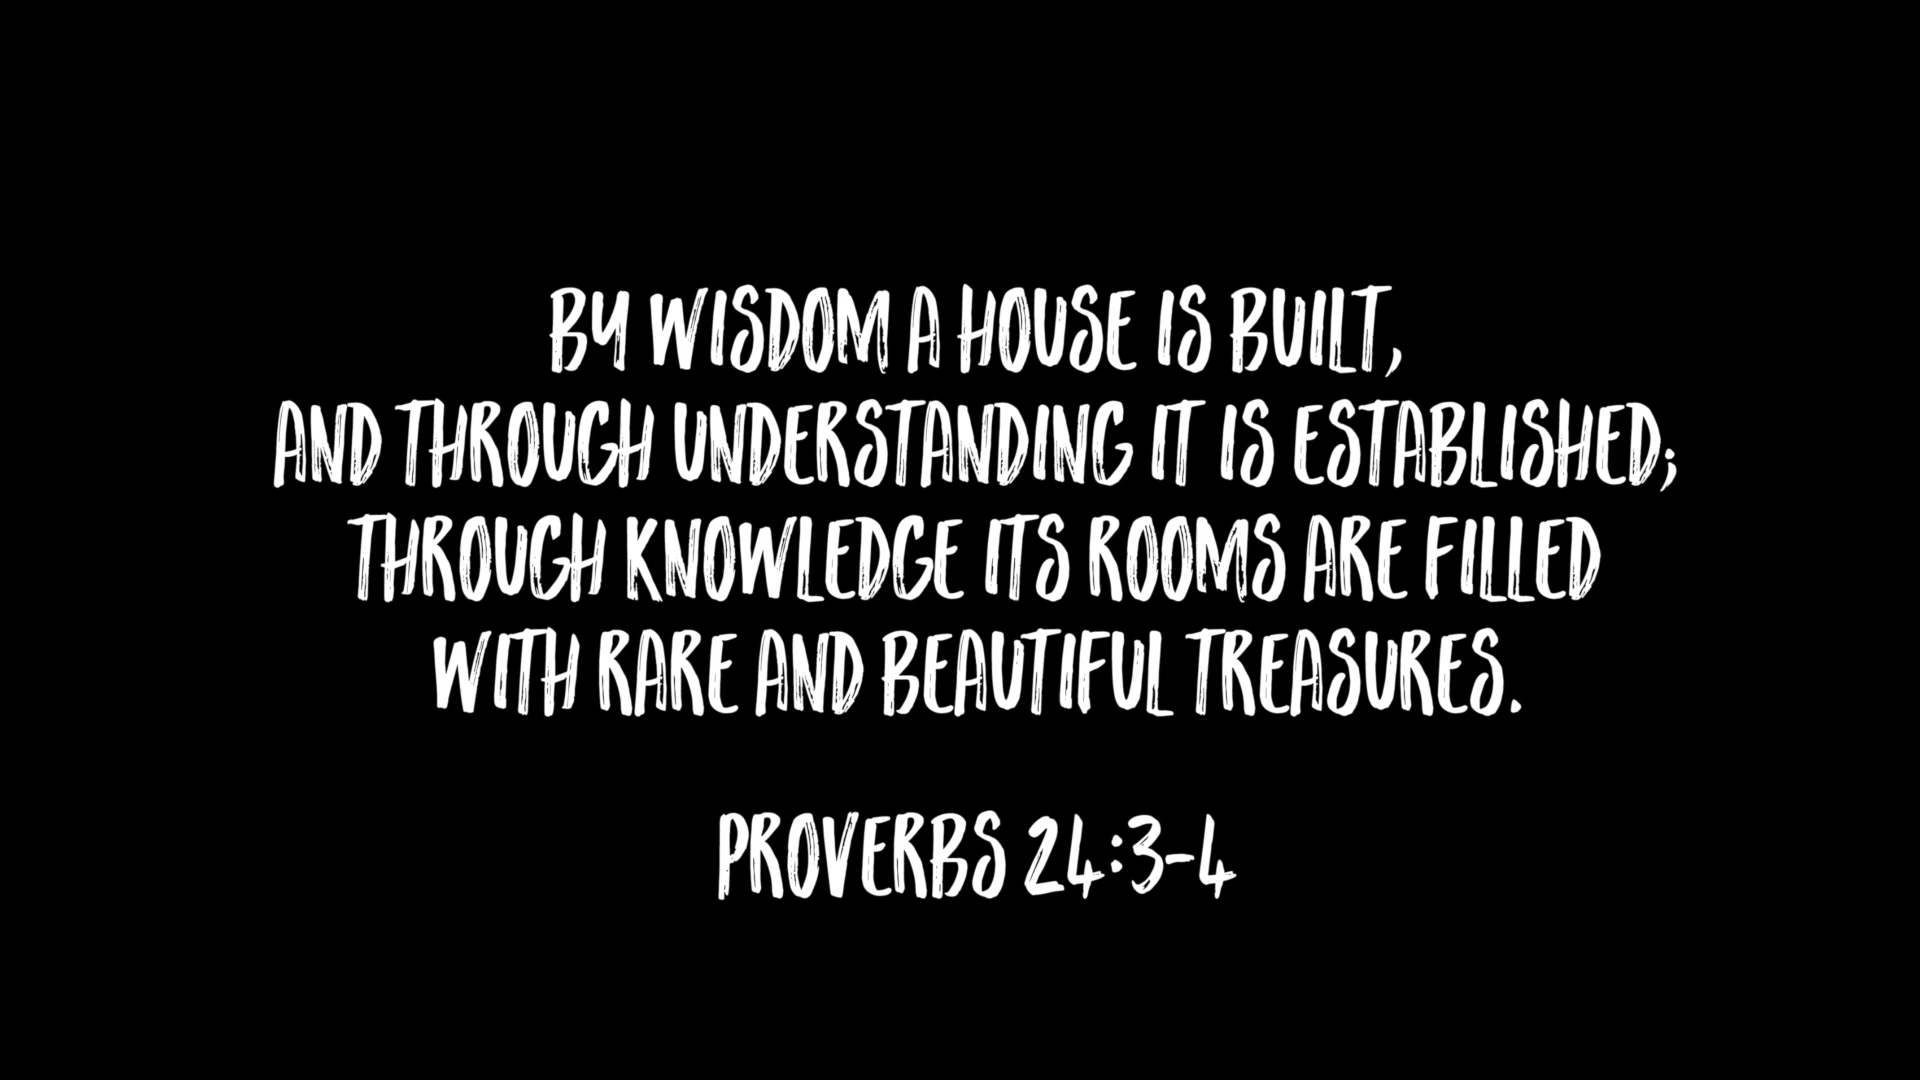 BY WISDOM A HOUSE IS BUILT,
AND THROUGH UNDERSTANDING IT IS ESTABLISHED;
THROUGH KNOWLEDGE ITS ROOMS ARE FILLED
WITH RARE AND BEAUTIFUL TREASURES.
PROVERBS 24:3-4